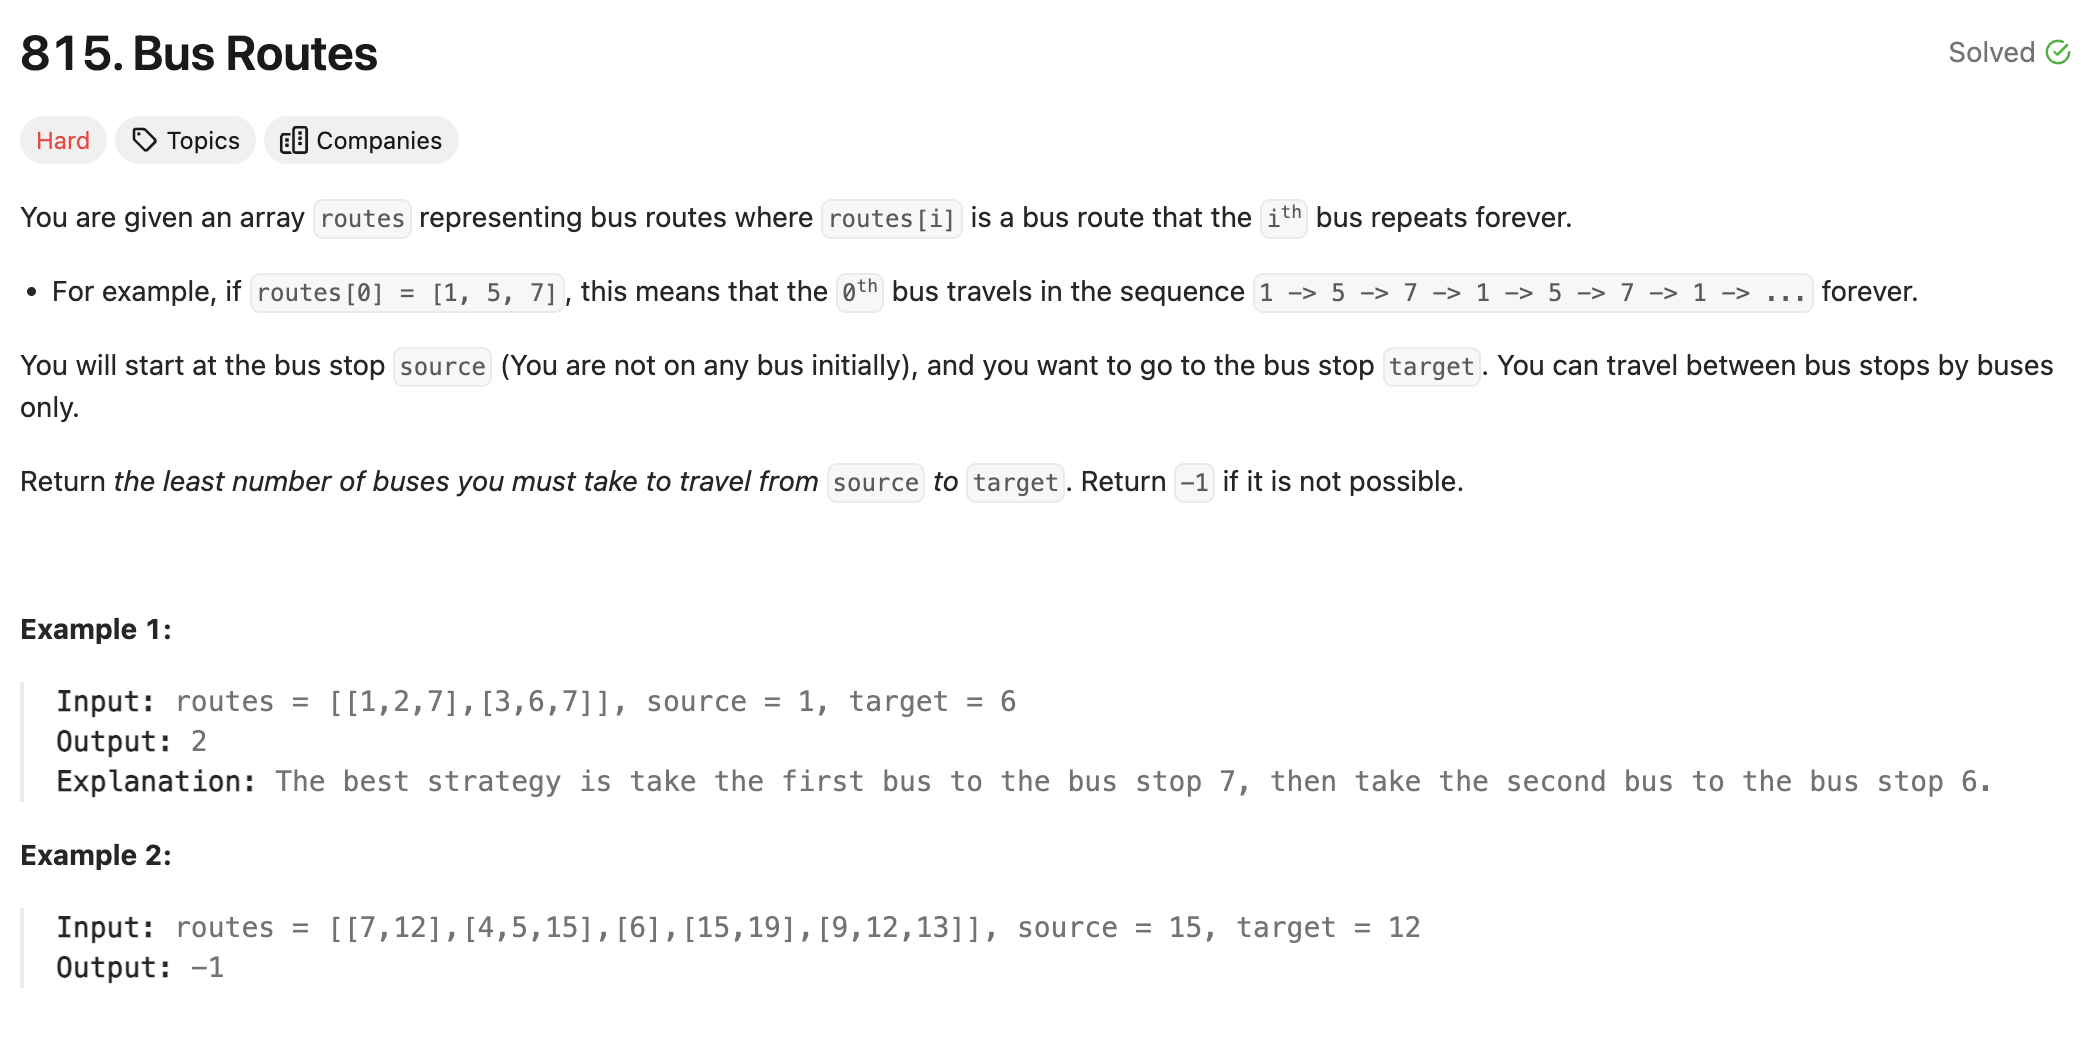 815. Bus Routes
Solved
Hard
Topics
Companies
You are given an array routes representing bus routes where routes[i] is a bus route that the ith bus repeats forever.
• For example, if routes[0] = [1, 5, 7], this means that the 0th bus travels in the sequence 1 -> 5 -> 7 -> 1 -> 5 -> 7 -> 1 -> ... forever.
You will start at the bus stop source (You are not on any bus initially), and you want to go to the bus stop target. You can travel between bus stops by buses
only.
Return the least number of buses you must take to travel from source to target. Return -1 if it is not possible.
Example 1:
Input: routes = [[1,2,7],[3,6,7]], source = 1, target = 6
Output: 2
Explanation: The best strategy is take the first bus to the bus stop 7, then take the second bus to the bus stop 6.
Example 2:
Input: routes = [[7,12],[4,5,15],[6],[15,19],[9,12,13]], source = 15, target = 12
Output: -1